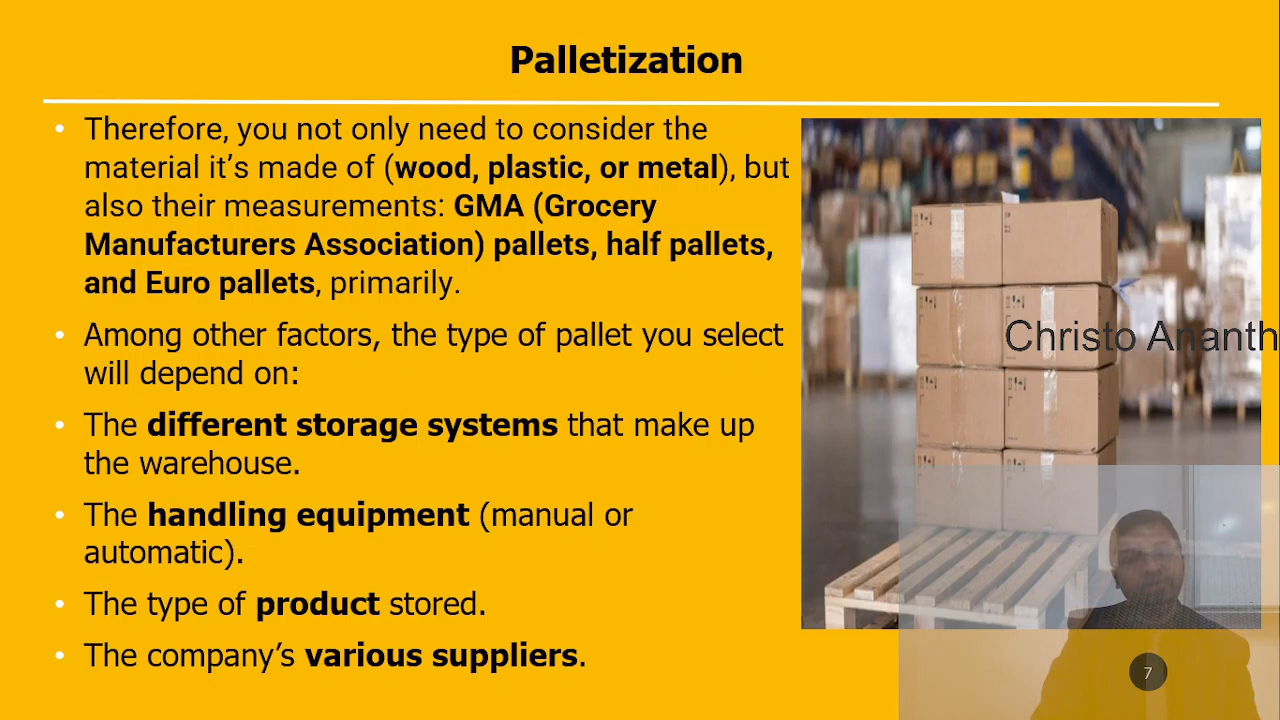 Palletization
Therefore, you not only need to consider the
material it’s made of (wood, plastic, or metal), but
also their measurements: GMA (Grocery
Manufacturers Association) pallets, half pallets,
and Euro pallets, primarily.
Among other factors, the type of pallet you select
will depend on:
The different storage systems that make up
the warehouse.
The handling equipment (manual or
automatic).
The type of product stored.
The company’s various suppliers.
Christo Ananth
7